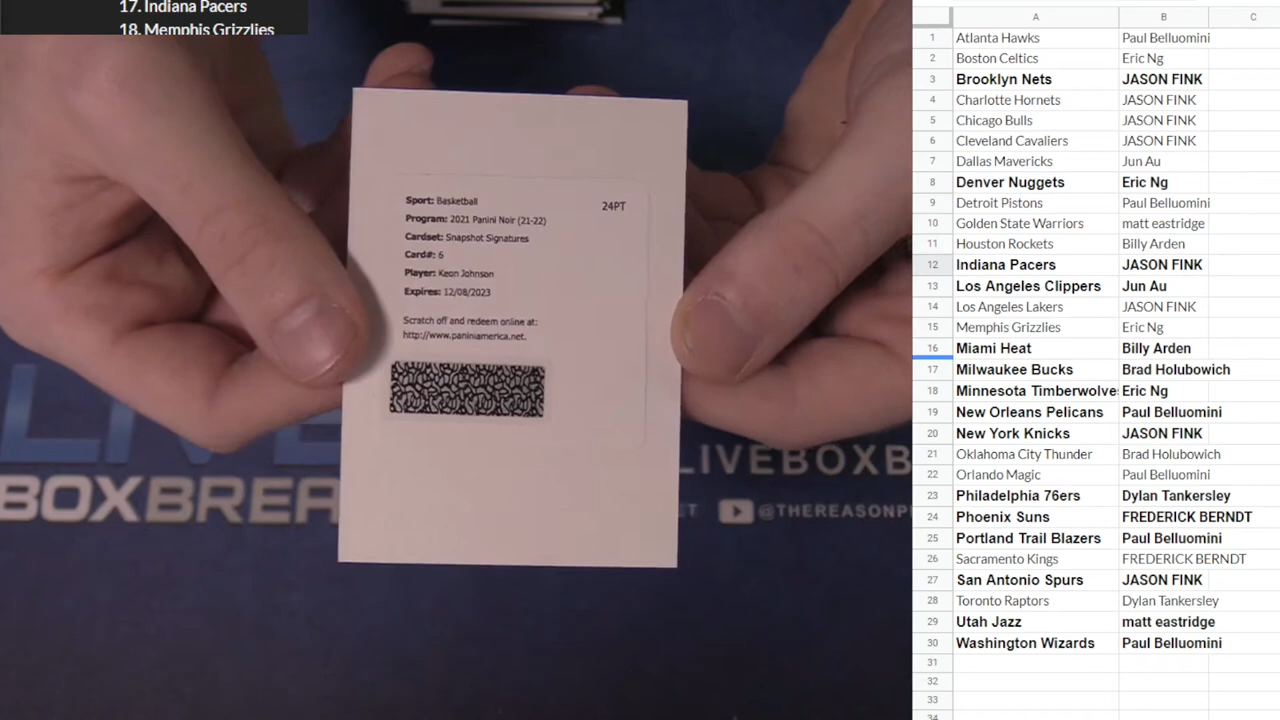 17. Indiana Pacers
18. Memphis Grizzlies
Sport: Basketball
24PT
Program: 2021 Panini Noir (21-22)
Cardset: Snapshot Signatures
Card#: 6
Player: Keon Johnson
Expires: 12/08/2023
Scratch off and redeem online at:
http://www.paniniamerica.net.
LIVE
BOXBREA
LIVEBOXB
ET
@THEREASONP
A B C
1 Atlanta Hawks Paul Belluomini
2 Boston Celtics Eric Ng
3 Brooklyn Nets JASON FINK
4 Charlotte Hornets JASON FINK
5 Chicago Bulls JASON FINK
6 Cleveland Cavaliers JASON FINK
7 Dallas Mavericks Jun Au
8 Denver Nuggets Eric Ng
9 Detroit Pistons Paul Belluomini
10 Golden State Warriors matt eastridge
11 Houston Rockets Billy Arden
12 Indiana Pacers JASON FINK
13 Los Angeles Clippers Jun Au
14 Los Angeles Lakers JASON FINK
15 Memphis Grizzlies Eric Ng
16 Miami Heat Billy Arden
17 Milwaukee Bucks Brad Holubowich
18 Minnesota Timberwolve Eric Ng
19 New Orleans Pelicans Paul Belluomini
20 New York Knicks JASON FINK
21 Oklahoma City Thunder Brad Holubowich
22 Orlando Magic Paul Belluomini
23 Philadelphia 76ers Dylan Tankersley
24 Phoenix Suns FREDERICK BERNDT
25 Portland Trail Blazers Paul Belluomini
26 Sacramento Kings FREDERICK BERNDT
27 San Antonio Spurs JASON FINK
28 Toronto Raptors Dylan Tankersley
29 Utah Jazz matt eastridge
30 Washington Wizards Paul Belluomini
31
32
33
34